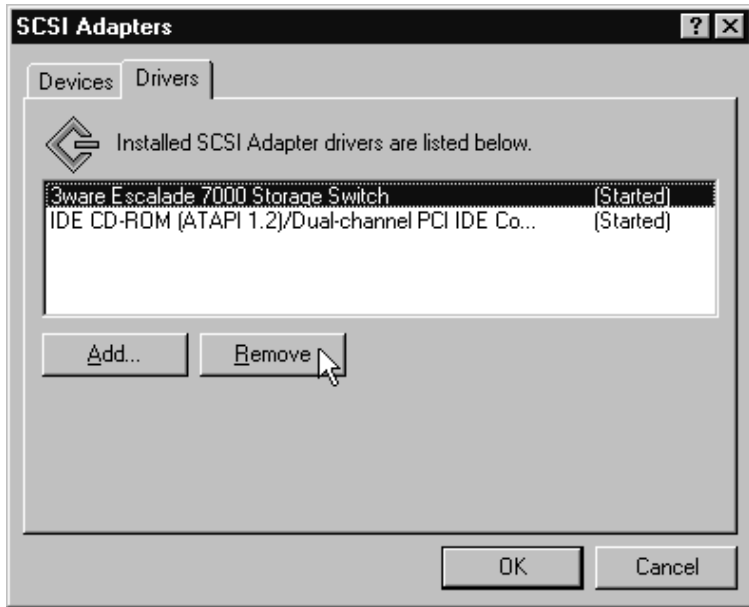 SCSI Adapters
Devices Drivers
Installed SCSI Adapter drivers are listed below.
3ware Escalade 7000 Storage Switch (Started)
IDE CD-ROM (ATAPI 1.2)/Dual-channel PCI IDE Co... (Started)
Add... Remove
OK Cancel